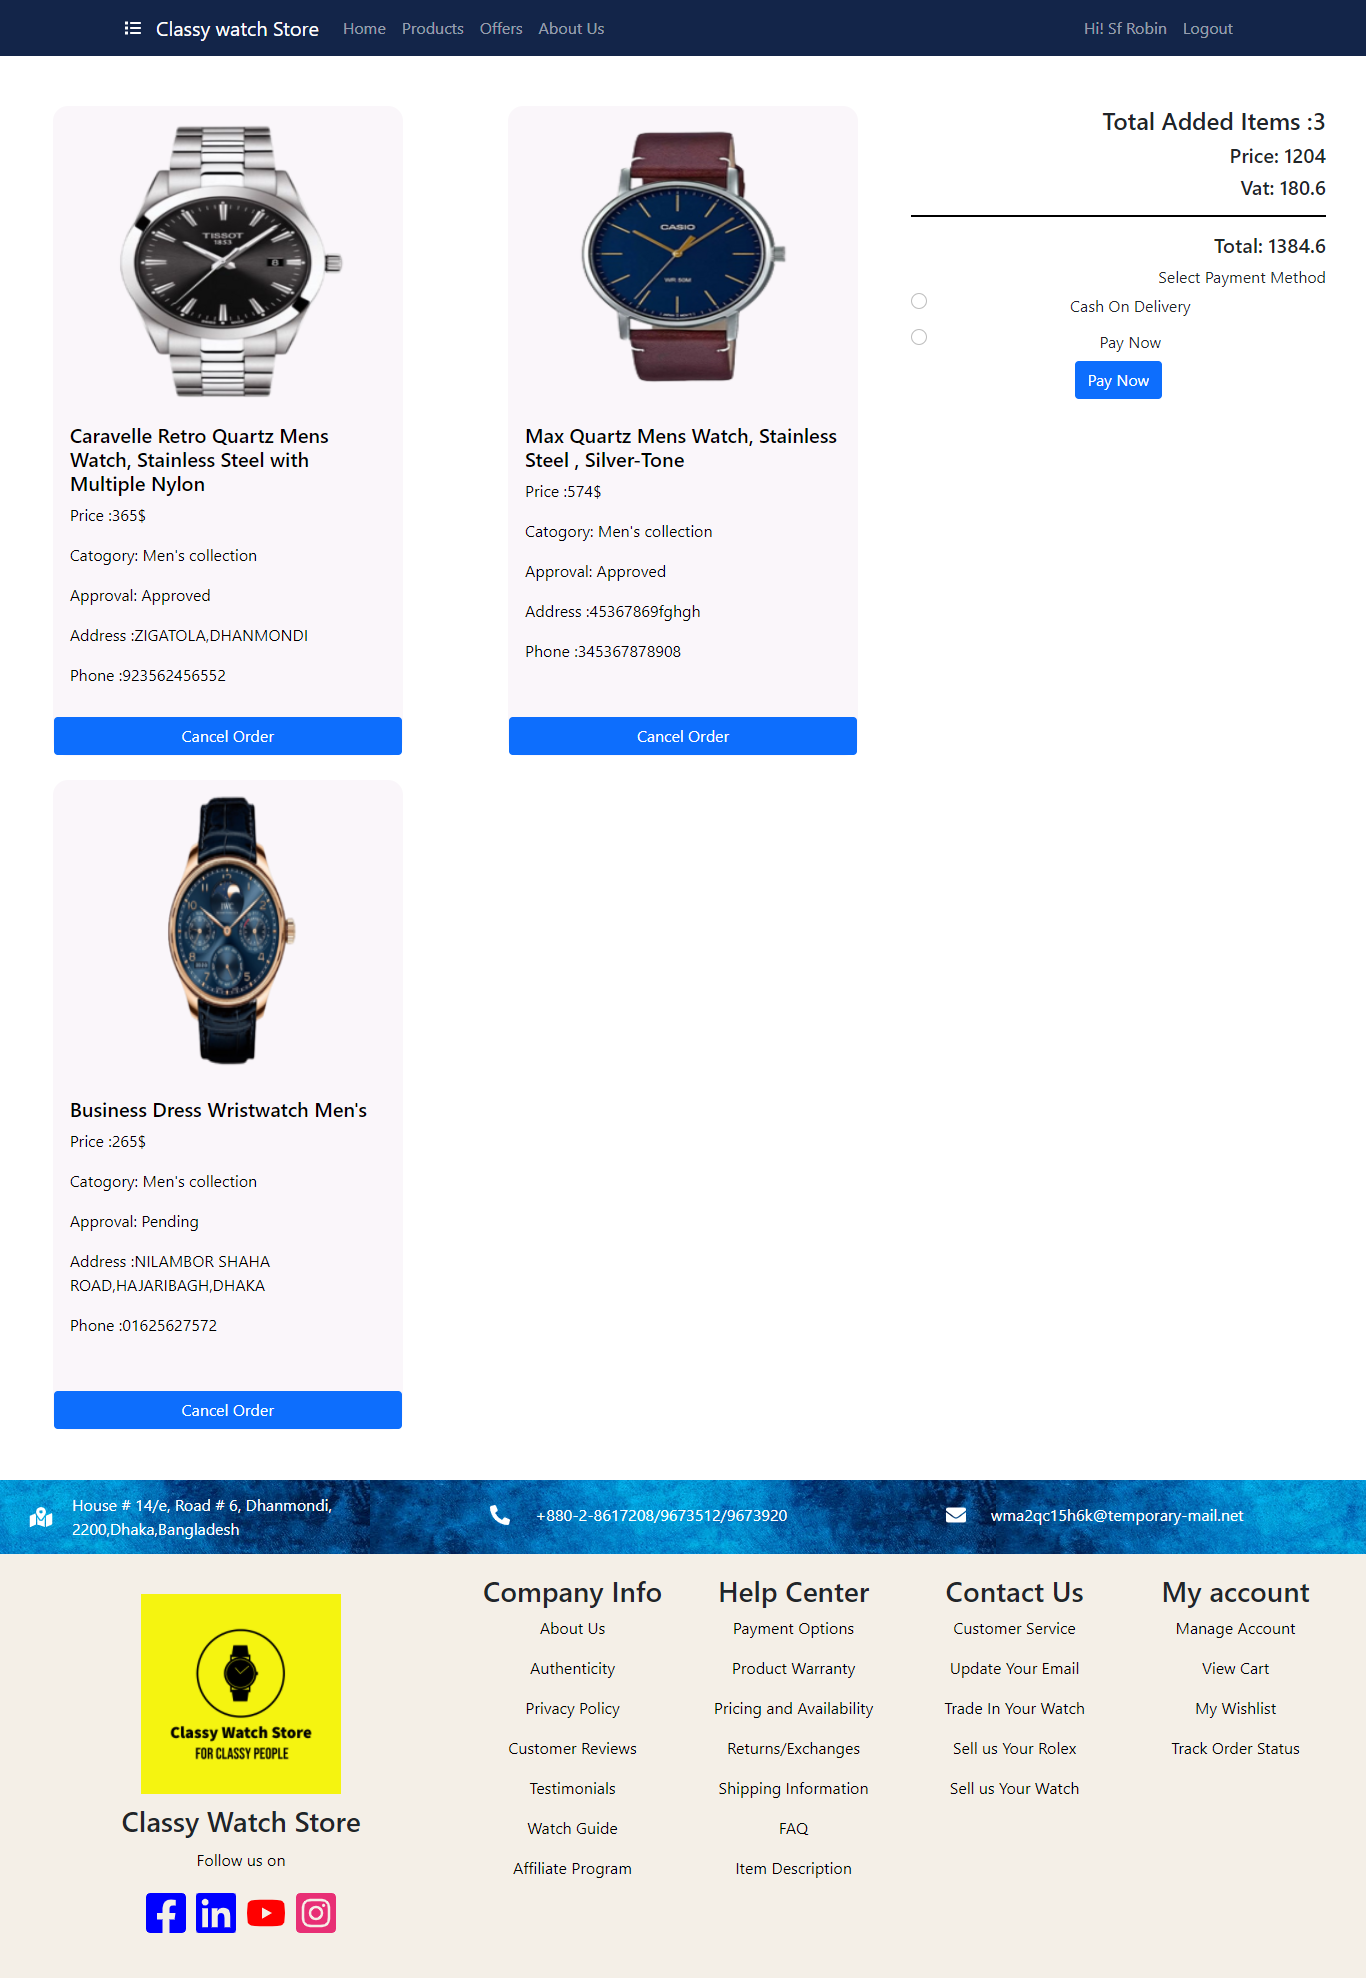 Classy watch Store Home Products Offers About Us Hi! Sf Robin Logout
TISSOT
1853
8
Caravelle Retro Quartz Mens
Watch, Stainless Steel with
Multiple Nylon
Price :365$
Catogory: Men's collection
Approval: Approved
Address :ZIGATOLA,DHANMONDI
Phone :923562456552
Cancel Order
CASIO
WR 50M
Max Quartz Mens Watch, Stainless
Steel , Silver-Tone
Price :574$
Catogory: Men's collection
Approval: Approved
Address :45367869fghgh
Phone :345367878908
Cancel Order
Total Added Items :3
Price: 1204
Vat: 180.6
Total: 1384.6
Select Payment Method
Cash On Delivery
Pay Now
Pay Now
IWC
Business Dress Wristwatch Men's
Price :265$
Catogory: Men's collection
Approval: Pending
Address :NILAMBOR SHAHA
ROAD,HAJARIBAGH,DHAKA
Phone :01625627572
Cancel Order
House # 14/e, Road # 6, Dhanmondi,
2200,Dhaka,Bangladesh
+880-2-8617208/9673512/9673920
wma2qc15h6k@temporary-mail.net
Classy Watch Store
FOR CLASSY PEOPLE
Classy Watch Store
Follow us on
Company Info
About Us
Authenticity
Privacy Policy
Customer Reviews
Testimonials
Watch Guide
Affiliate Program
Help Center
Payment Options
Product Warranty
Pricing and Availability
Returns/Exchanges
Shipping Information
FAQ
Item Description
Contact Us
Customer Service
Update Your Email
Trade In Your Watch
Sell us Your Rolex
Sell us Your Watch
My account
Manage Account
View Cart
My Wishlist
Track Order Status